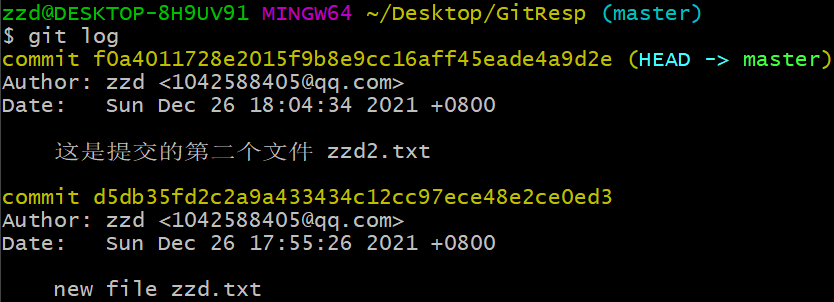 zzd@DESKTOP-8H9UV91 MINGW64 ~/Desktop/GitResp (master)
$ git log
commit f0a4011728e2015f9b8e9cc16aff45eade4a9d2e (HEAD -> master)
Author: zzd <1042588405@qq.com>
Date:   Sun Dec 26 18:04:34 2021 +0800
这是提交的第二个文件 zzd2.txt
commit d5db35fd2c2a9a433434c12cc97ece48e2ce0ed3
Author: zzd <1042588405@qq.com>
Date:   Sun Dec 26 17:55:26 2021 +0800
new file zzd.txt